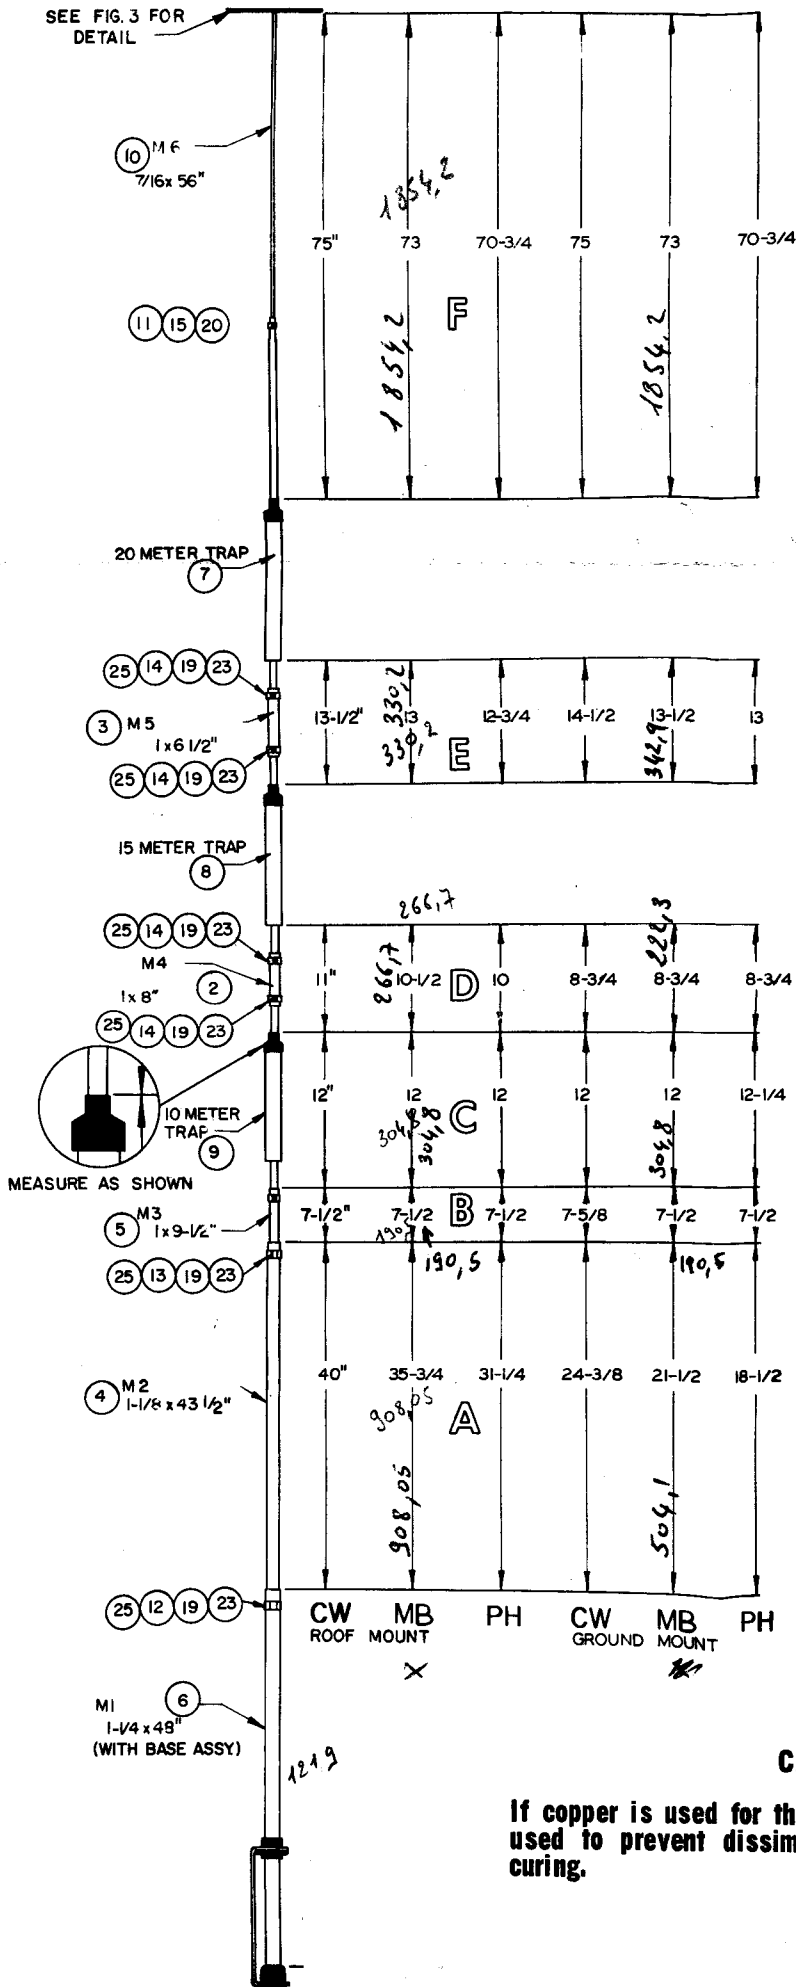 SEE FIG. 3 FOR
DETAIL
10 M6
7/16 x 56"
1854,2
75" 73 70-3/4 75 73 70-3/4
11 15 20
F
1854,2 1854,2
20 METER TRAP
7
25 14 19 23
330,2
3 M5
1 x 6 1/2"
13-1/2" 13 12-3/4 14-1/2 13-1/2 13
330,2 342,9
E
25 14 19 23
15 METER TRAP
8
266,7
25 14 19 23
222,3
M4
2
1 x 8"
11" 10-1/2 10 8-3/4 8-3/4 8-3/4
266,7
D
25 14 19 23
12" 12 12 12 12 12-1/4
C
10 METER
TRAP
9
304,8
304,8 304,8
MEASURE AS SHOWN
B
5 M3
1 x 9-1/2"
7-1/2" 7-1/2 7-1/2 7-5/8 7-1/2 7-1/2
190,5
190,5 190,5
25 13 19 23
4 M2
1-1/8 x 43 1/2"
40" 35-3/4 31-1/4 24-3/8 21-1/2 18-1/2
908,05
A
908,05 504,1
25 12 19 23
CW MB PH CW MB PH
ROOF MOUNT GROUND MOUNT
X
M1 6
1-1/4 x 48"
(WITH BASE ASSY.)
1219
C
If copper is used for th
used to prevent dissim
curing.